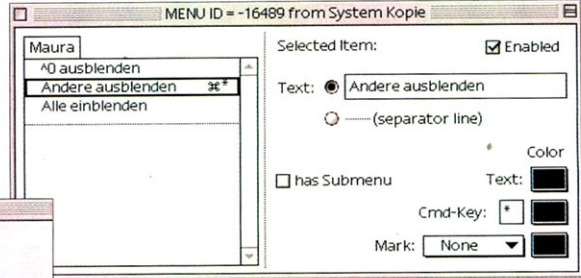 MENU ID = -16489 from System Kopie
Maura
^0 ausblenden
Andere ausblenden ⌘*
Alle einblenden
Selected Item:
Enabled
Text: Andere ausblenden
(separator line)
Color
has Submenu
Text:
Cmd-Key: *
Mark: None